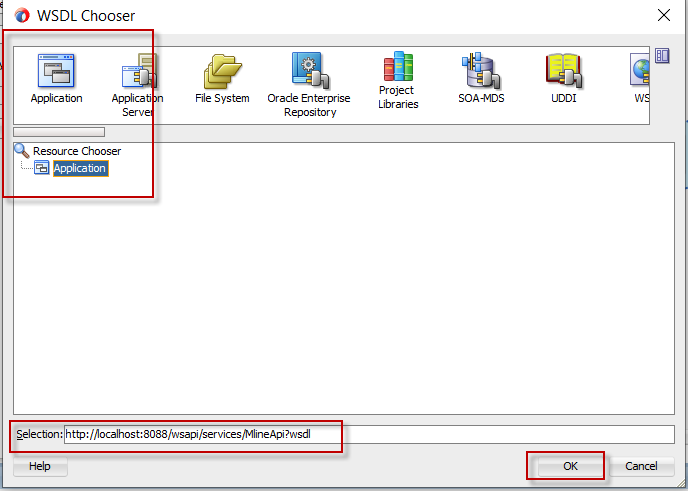 WSDL Chooser
Application
Application Server
File System
Oracle Enterprise Repository
Project Libraries
SOA-MDS
UDDI
WS
Resource Chooser
Application
Selection: http://localhost:8088/wsapi/services/MlineApi?wsdl
Help OK Cancel